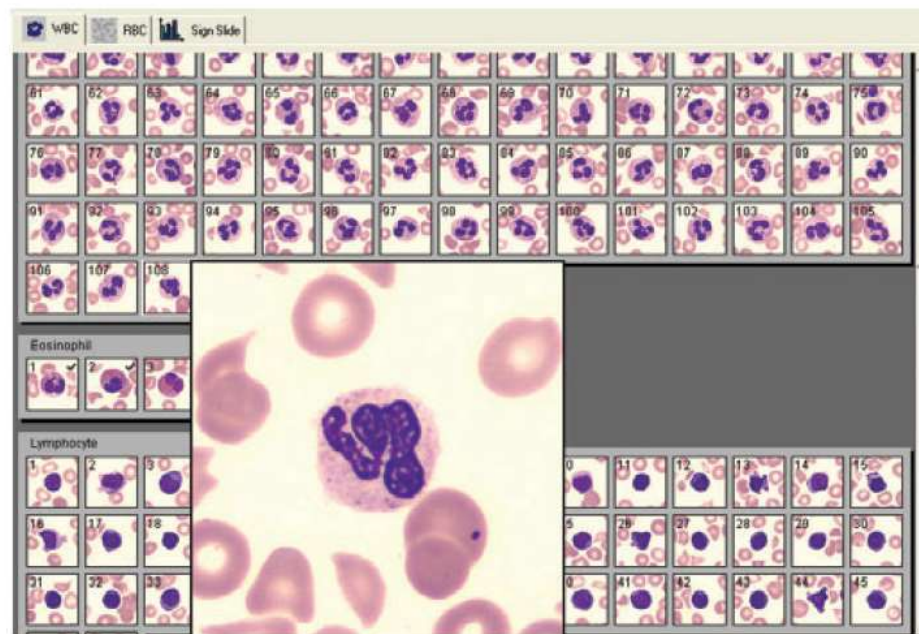 WBC RBC Sign Slide
61 62 63 64 65 66 67 68 69 70 71 72 73 74 75
76 77 78 79 80 81 82 83 84 85 86 87 88 89 90
91 92 93 94 95 96 97 98 99 100 101 102 103 104 105
106 107 108
Eosinophil
1 2 3
Lymphocyte
1 2 3 11 12 13 14 15
16 17 18 26 27 28 29 30
31 32 33 41 42 43 44 45